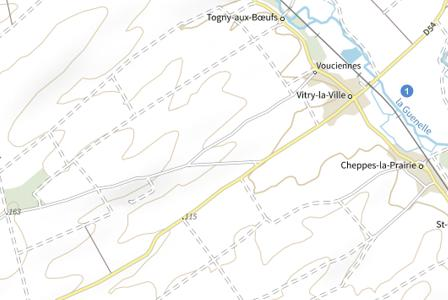 Togny-aux-Bœufs
D54
Vouciennes
1
Vitry-la-Ville
la Guenelle
Cheppes-la-Prairie
163
115
St-